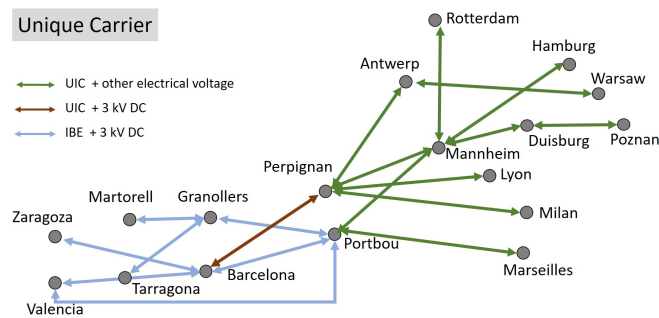 Unique Carrier
Rotterdam
Hamburg
Antwerp
Warsaw
UIC + other electrical voltage
UIC + 3 kV DC
IBE + 3 kV DC
Duisburg
Poznan
Mannheim
Perpignan
Lyon
Martorell
Granollers
Milan
Zaragoza
Portbou
Marseilles
Barcelona
Tarragona
Valencia